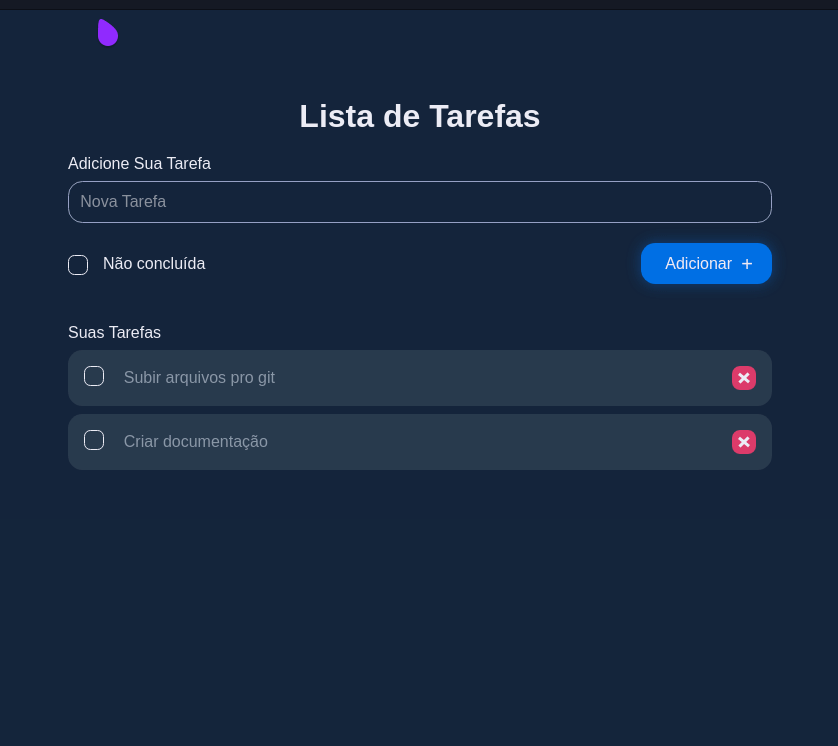 Lista de Tarefas
Adicione Sua Tarefa
Nova Tarefa
Não concluída
Adicionar +
Suas Tarefas
Subir arquivos pro git
Criar documentação